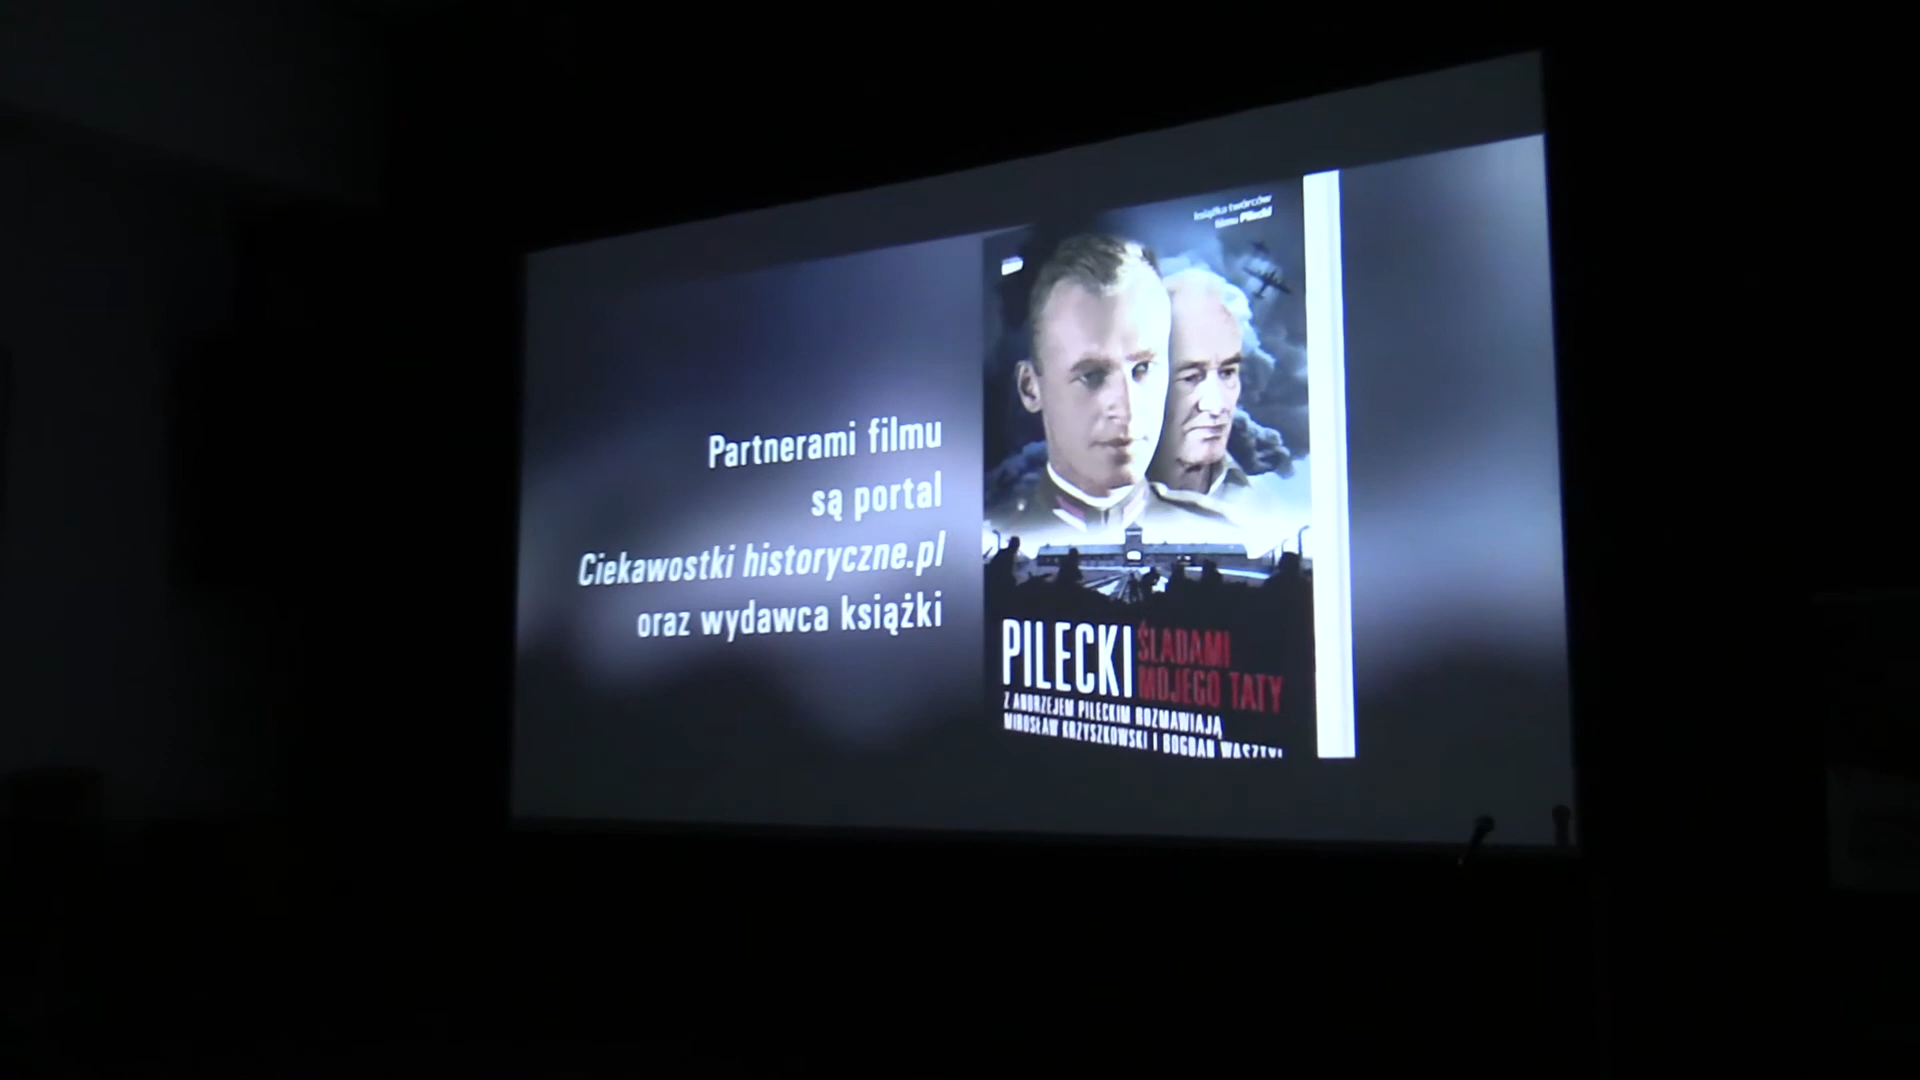 Partnerami filmu
są portal
Ciekawostki historyczne.pl
oraz wydawca książki
książka twórców
filmu Pilecki
PILECKI ŚLADAMI
MOJEGO TATY
Z ANDRZEJEM PILECKIM ROZMAWIAJĄ
MIROSŁAW KRZYSZKOWSKI I BOGDAN WASZTYL